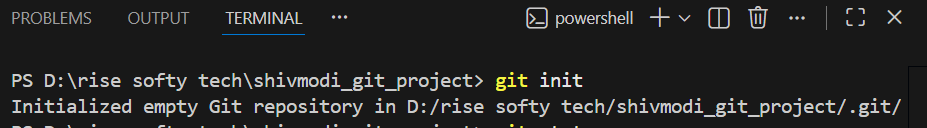 PROBLEMS OUTPUT TERMINAL ··· powershell ···
PS D:\rise softy tech\shivmodi_git_project> git init
Initialized empty Git repository in D:/rise softy tech/shivmodi_git_project/.git/